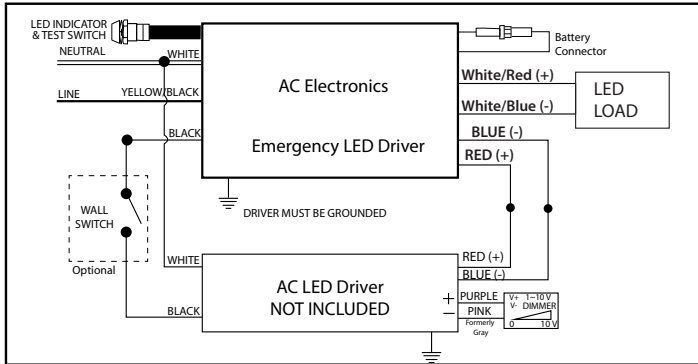 LED INDICATOR
& TEST SWITCH
NEUTRAL
WHITE
LINE
YELLOW/BLACK
BLACK
AC Electronics
Emergency LED Driver
Battery
Connector
White/Red (+)
White/Blue (-)
LED
LOAD
BLUE (-)
RED (+)
DRIVER MUST BE GROUNDED
WALL
SWITCH
Optional
WHITE
BLACK
AC LED Driver
NOT INCLUDED
RED (+)
BLUE (-)
+ PURPLE
– PINK
Formerly
Gray
V+ 1~10 V
V- DIMMER
0 10 V